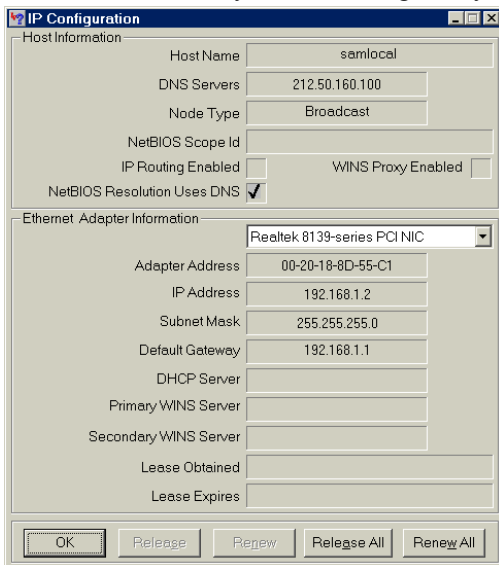 IP Configuration
Host Information
Host Name samlocal
DNS Servers 212.50.160.100
Node Type Broadcast
NetBIOS Scope Id
IP Routing Enabled WINS Proxy Enabled
NetBIOS Resolution Uses DNS
Ethernet Adapter Information
Realtek 8139-series PCI NIC
Adapter Address 00-20-18-8D-55-C1
IP Address 192.168.1.2
Subnet Mask 255.255.255.0
Default Gateway 192.168.1.1
DHCP Server
Primary WINS Server
Secondary WINS Server
Lease Obtained
Lease Expires
OK Release Renew Release All Renew All